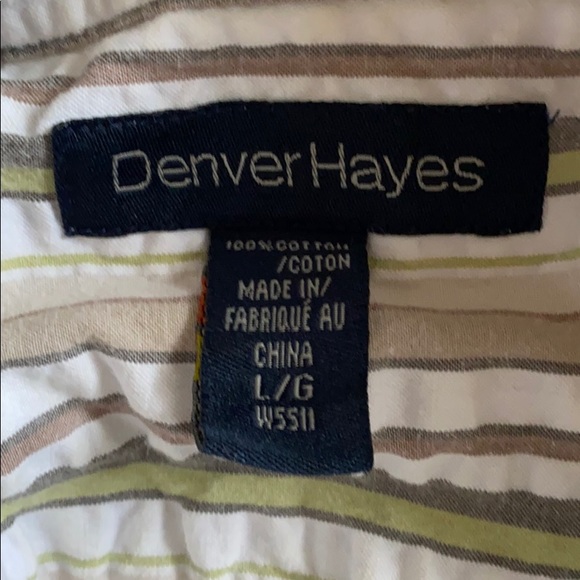 Denver Hayes
100% COTTON
/COTON
MADE IN/
FABRIQUÉ AU
CHINA
L/G
W5511